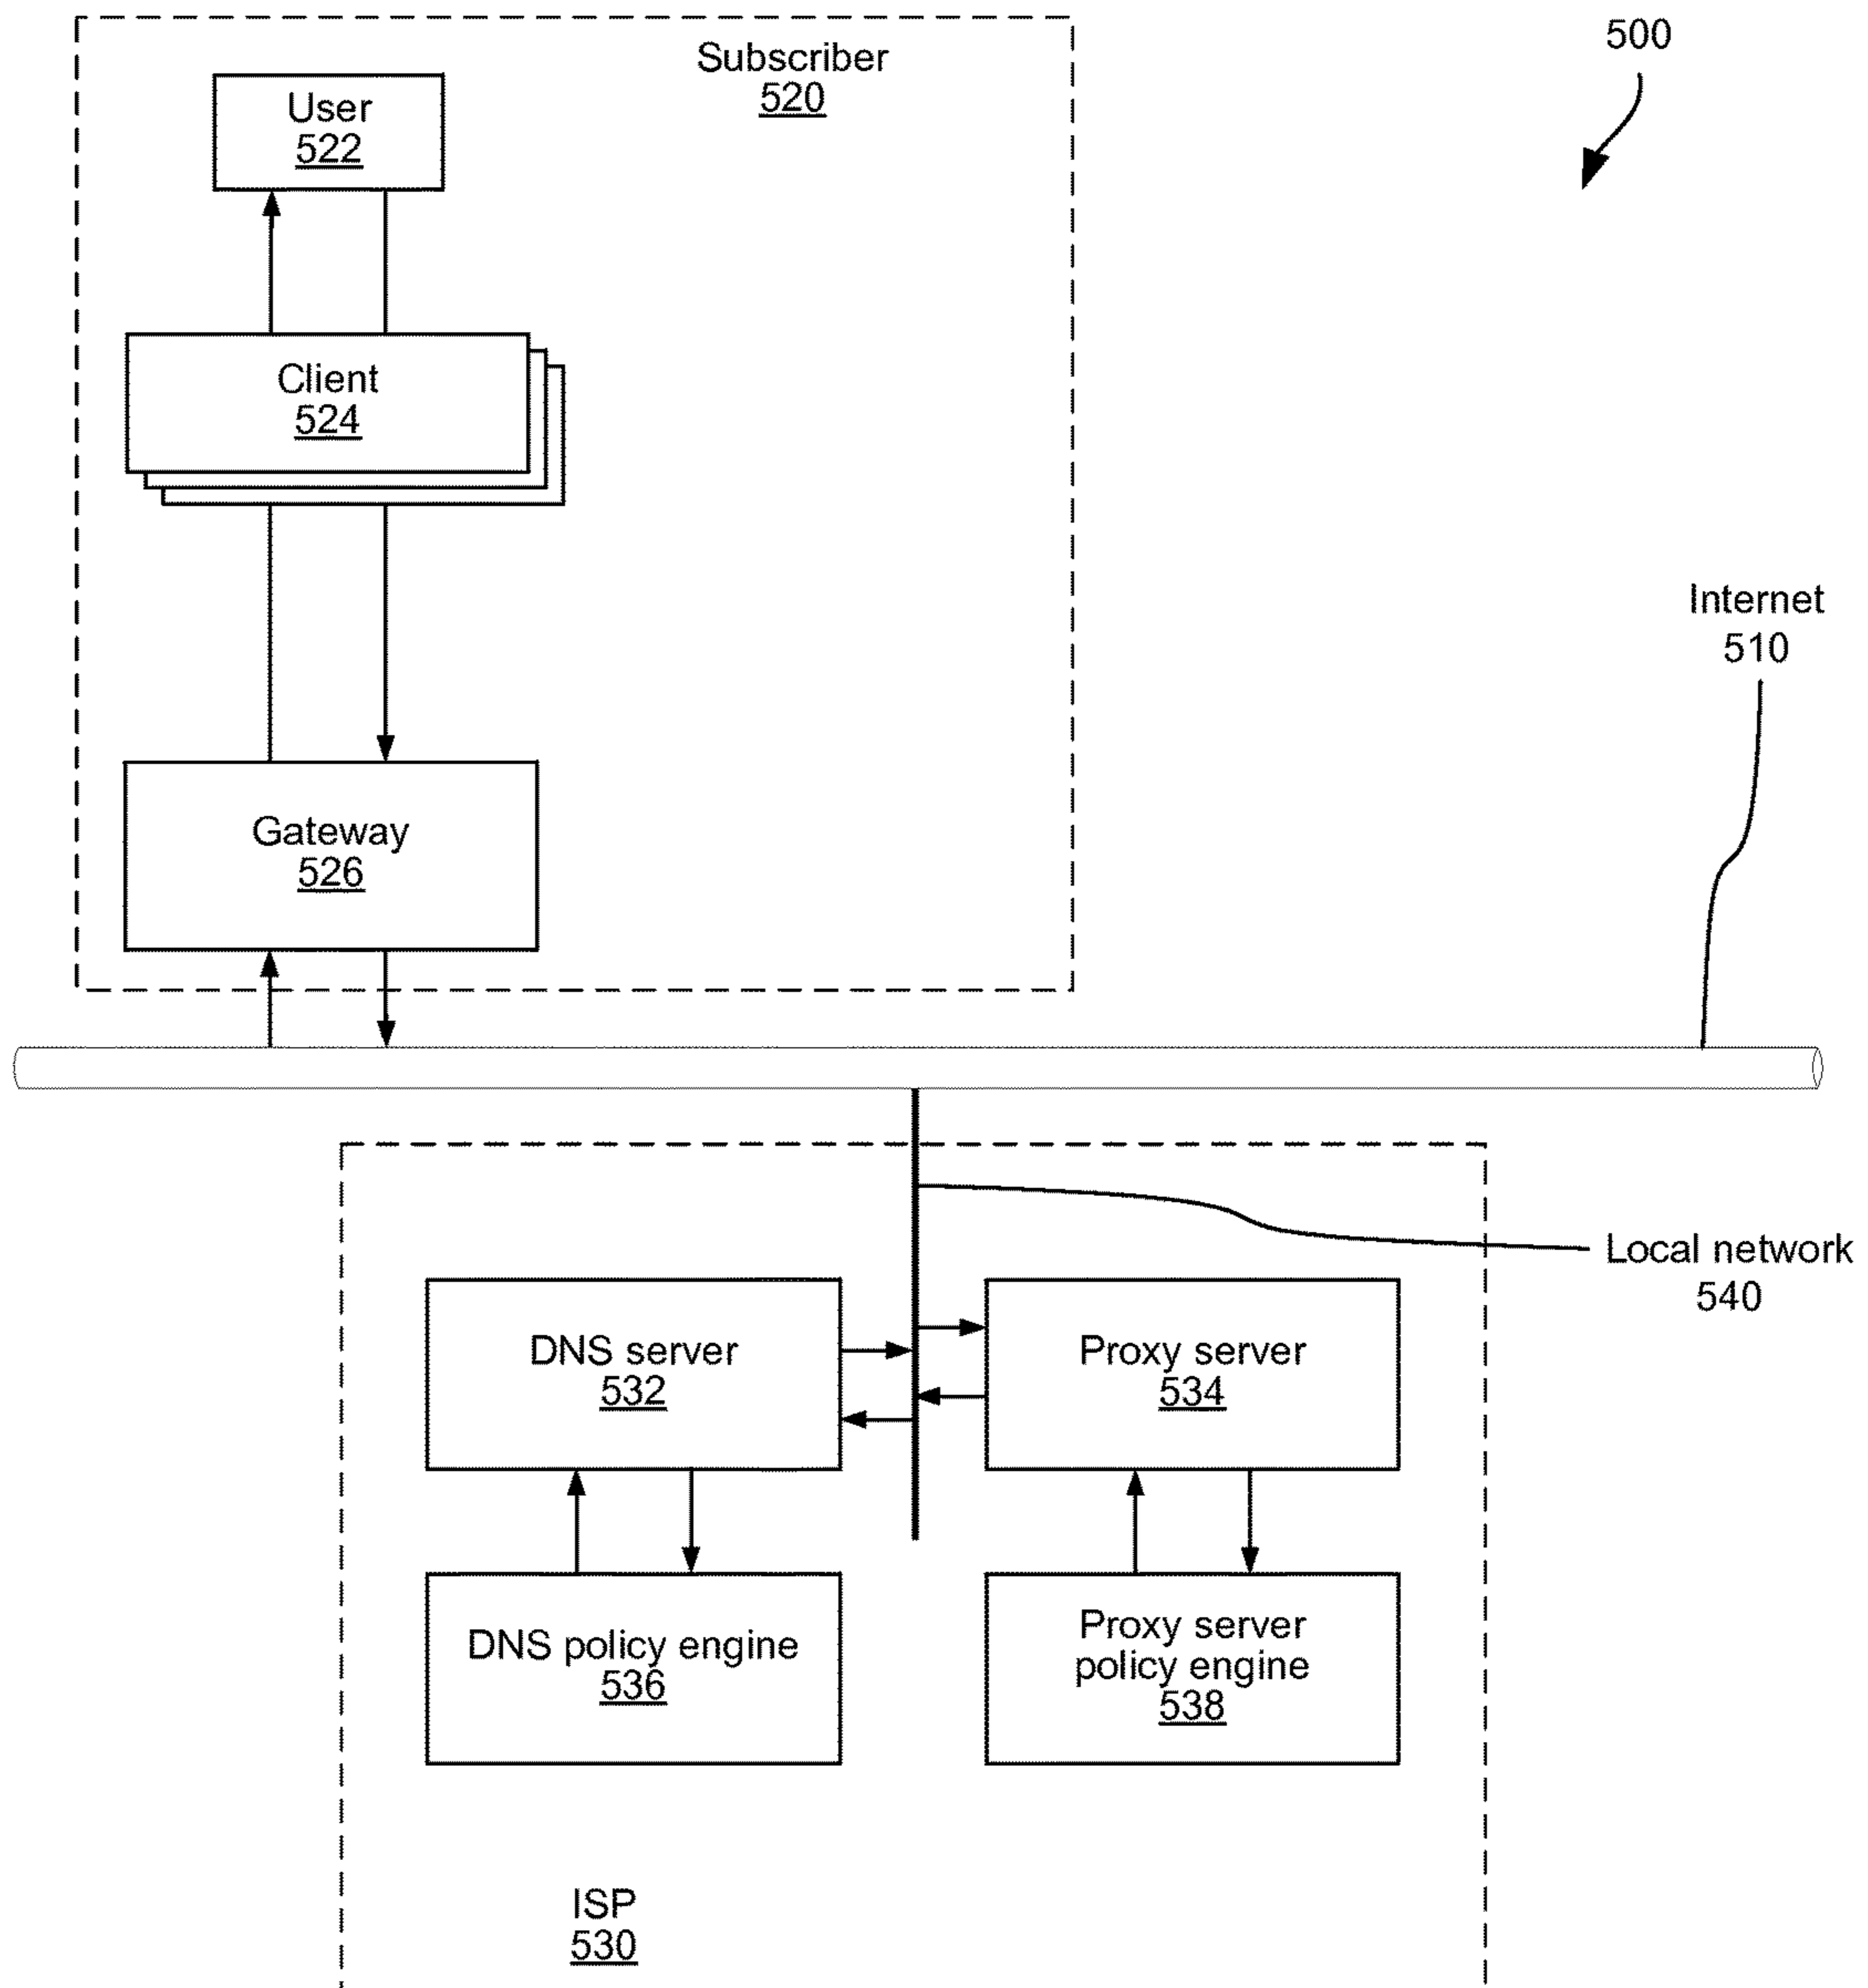 500
Subscriber
520
User
522
Client
524
Internet
510
Gateway
526
Local network
540
DNS server
532
Proxy server
534
DNS policy engine
536
Proxy server
policy engine
538
ISP
530